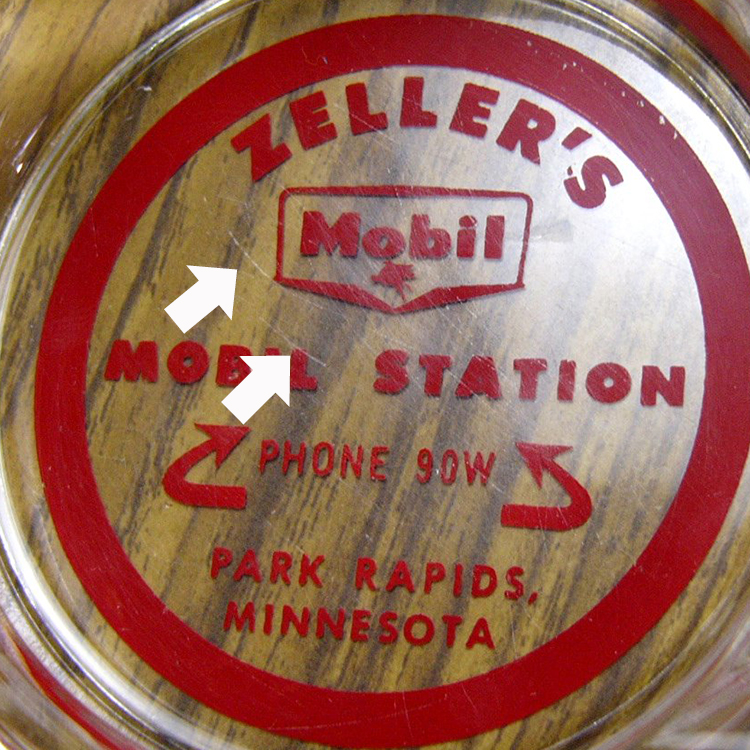 ZELLER'S
Mobil
MOBIL STATION
PHONE 90W
PARK RAPIDS,
MINNESOTA